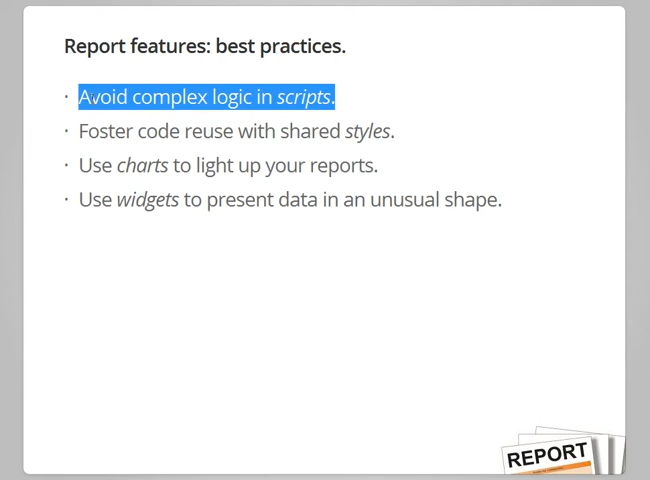 Report features: best practices.
· Avoid complex logic in scripts.
· Foster code reuse with shared styles.
· Use charts to light up your reports.
· Use widgets to present data in an unusual shape.
REPORT